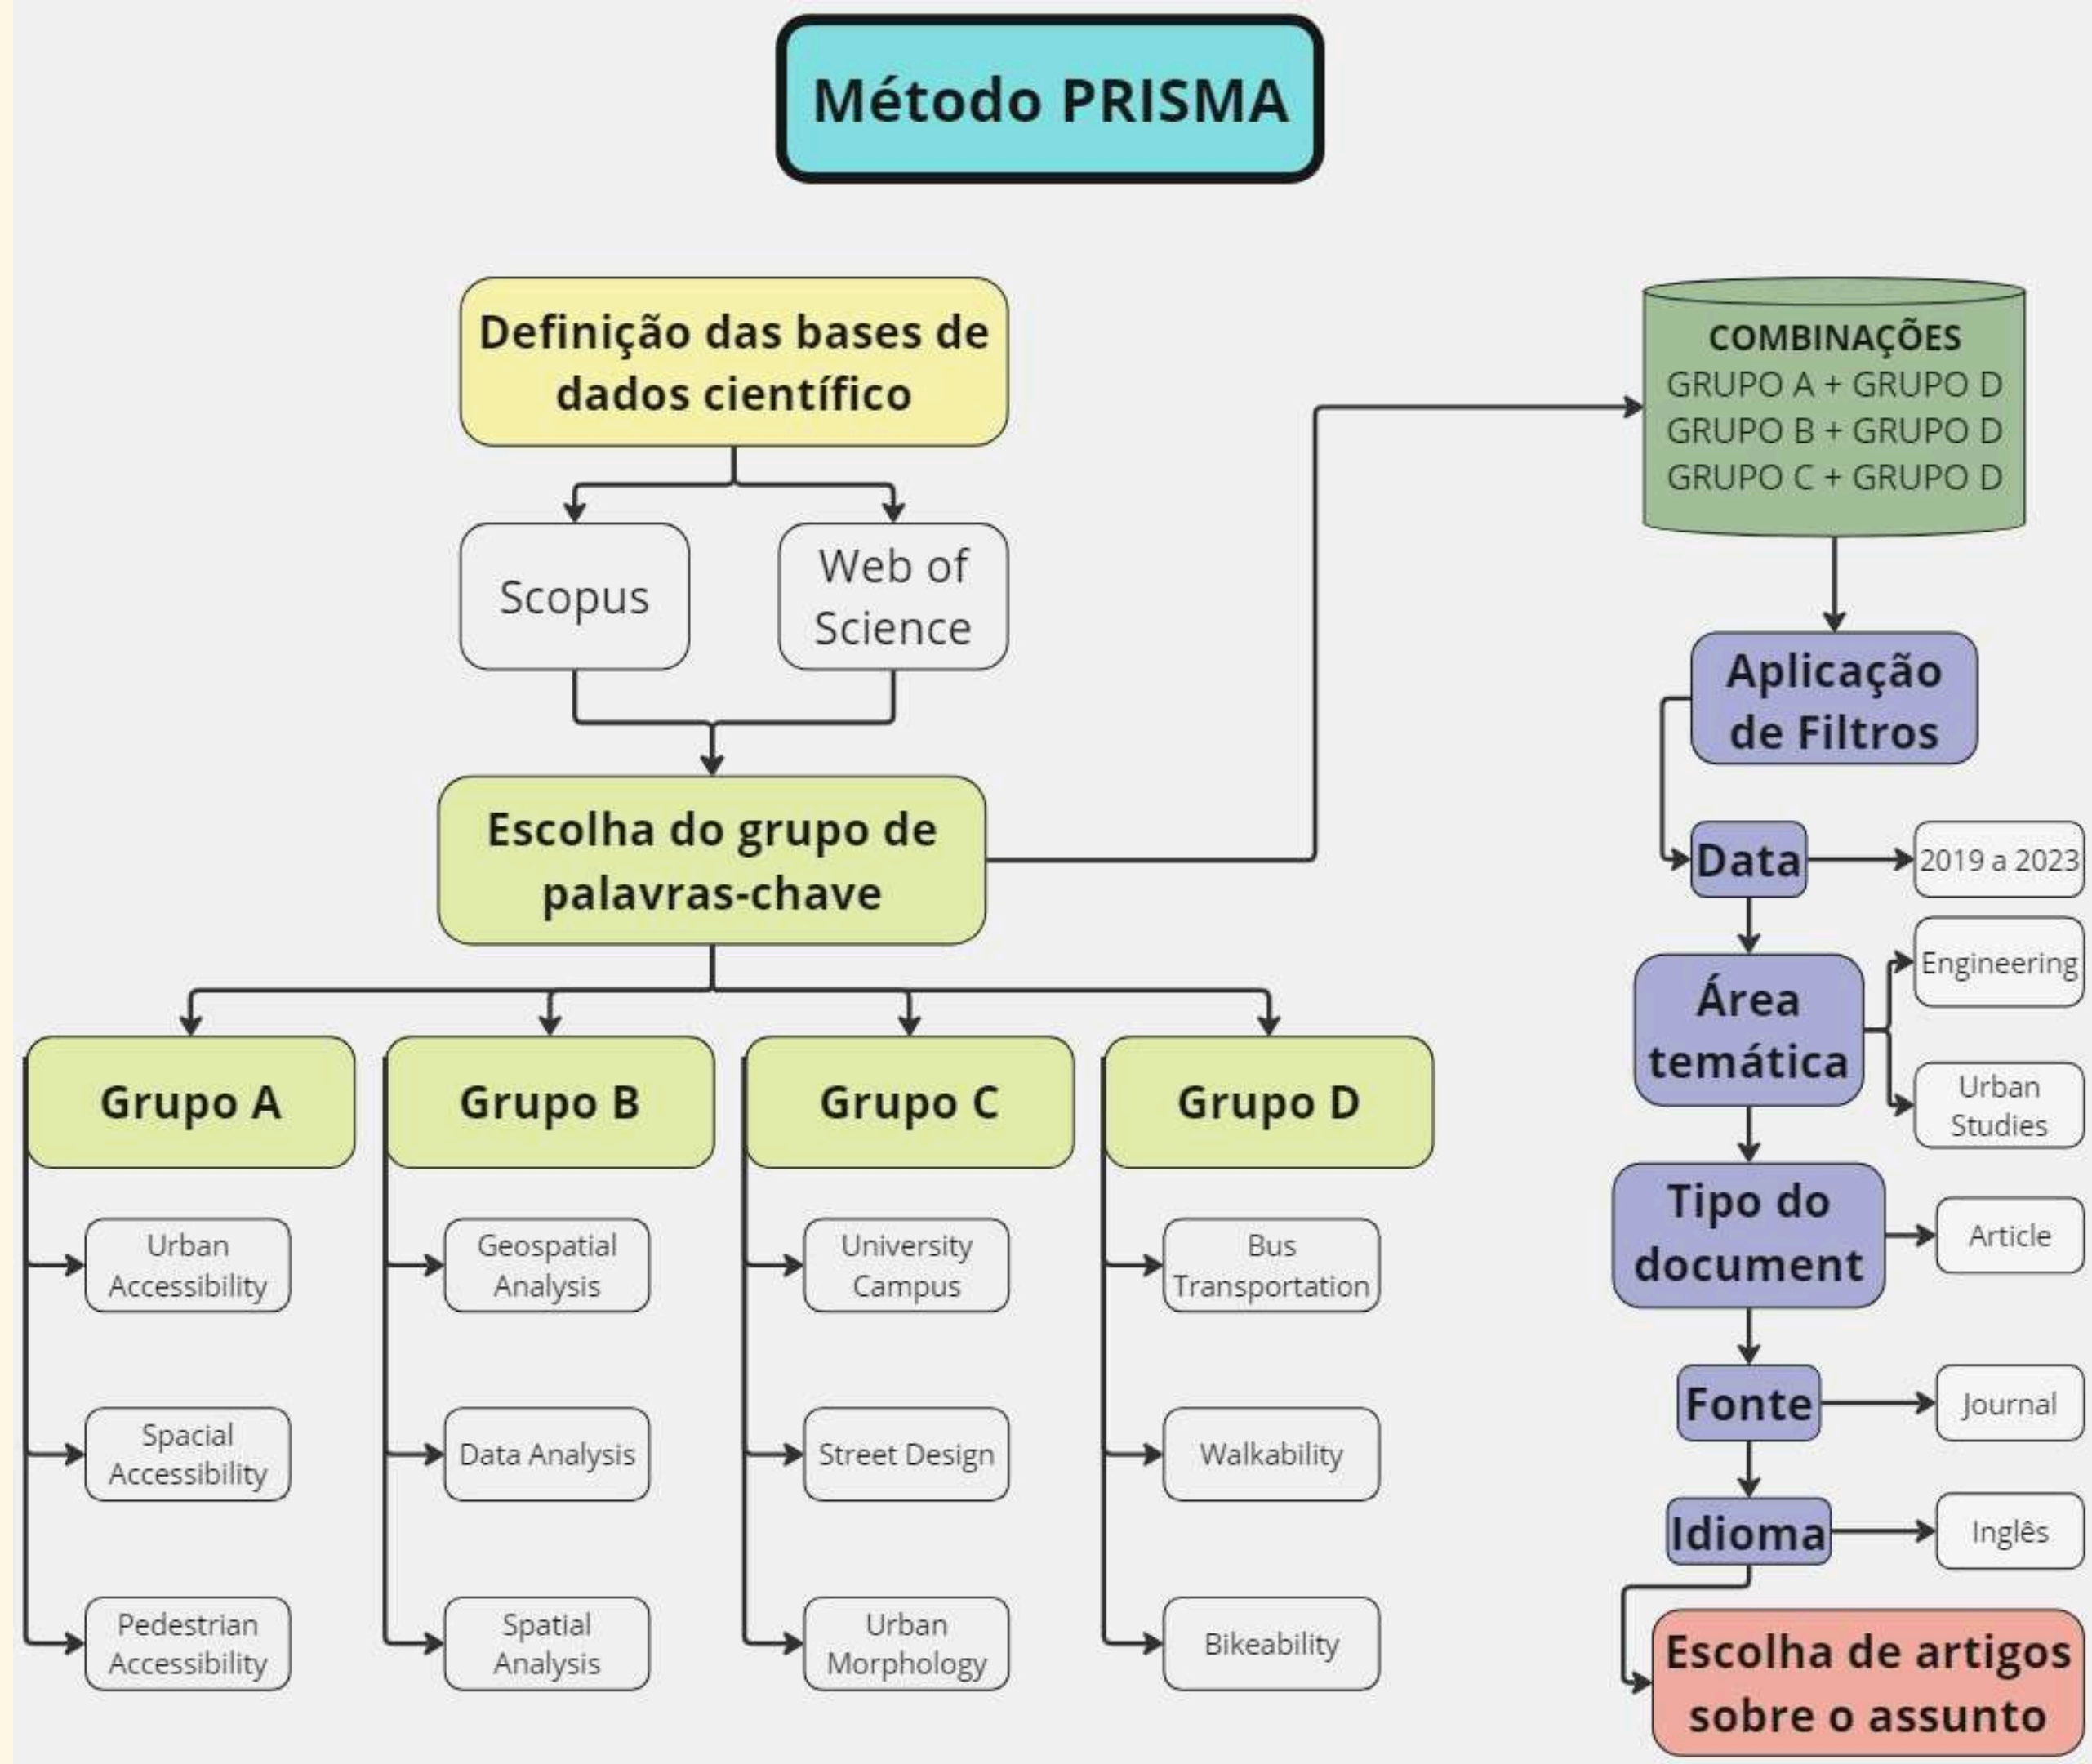 Método PRISMA
Definição das bases de
dados científico
Scopus
Web of
Science
Escolha do grupo de
palavras-chave
Grupo A
Urban
Accessibility
Spacial
Accessibility
Pedestrian
Accessibility
Grupo B
Geospatial
Analysis
Data Analysis
Spatial
Analysis
Grupo C
University
Campus
Street Design
Urban
Morphology
Grupo D
Bus
Transportation
Walkability
Bikeability
COMBINAÇÕES
GRUPO A + GRUPO D
GRUPO B + GRUPO D
GRUPO C + GRUPO D
Aplicação
de Filtros
Data
2019 a 2023
Área
temática
Engineering
Urban
Studies
Tipo do
document
Article
Fonte
Journal
Idioma
Inglês
Escolha de artigos
sobre o assunto